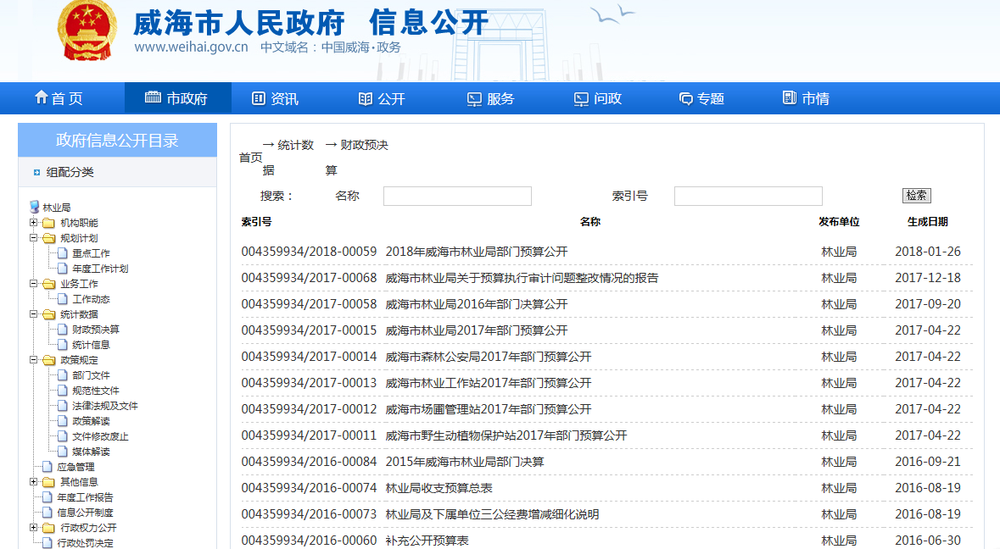 威海市人民政府 信息公开
www.weihai.gov.cn 中文域名：中国威海·政务
首页 市政府 资讯 公开 服务 问政 专题 市情
政府信息公开目录
组配分类
林业局
机构职能
规划计划
重点工作
年度工作计划
业务工作
工作动态
统计数据
财政预决算
统计信息
政策规定
部门文件
规范性文件
法律法规及文件
政策解读
文件修改废止
媒体解读
应急管理
其他信息
年度工作报告
信息公开制度
行政权力公开
行政处罚决定
首页 → 统计数据 → 财政预决算
搜索： 名称 索引号 检索
索引号 名称 发布单位 生成日期
004359934/2018-00059 2018年威海市林业局部门预算公开 林业局 2018-01-26
004359934/2017-00068 威海市林业局关于预算执行审计问题整改情况的报告 林业局 2017-12-18
004359934/2017-00058 威海市林业局2016年部门决算公开 林业局 2017-09-20
004359934/2017-00015 威海市林业局2017年部门预算公开 林业局 2017-04-22
004359934/2017-00014 威海市森林公安局2017年部门预算公开 林业局 2017-04-22
004359934/2017-00013 威海市林业工作站2017年部门预算公开 林业局 2017-04-22
004359934/2017-00012 威海市场圃管理站2017年部门预算公开 林业局 2017-04-22
004359934/2017-00011 威海市野生动植物保护站2017年部门预算公开 林业局 2017-04-22
004359934/2016-00084 2015年威海市林业局部门决算 林业局 2016-09-21
004359934/2016-00074 林业局收支预算总表 林业局 2016-08-19
004359934/2016-00073 林业局及下属单位三公经费增减细化说明 林业局 2016-08-19
004359934/2016-00060 补充公开预算表 林业局 2016-06-30